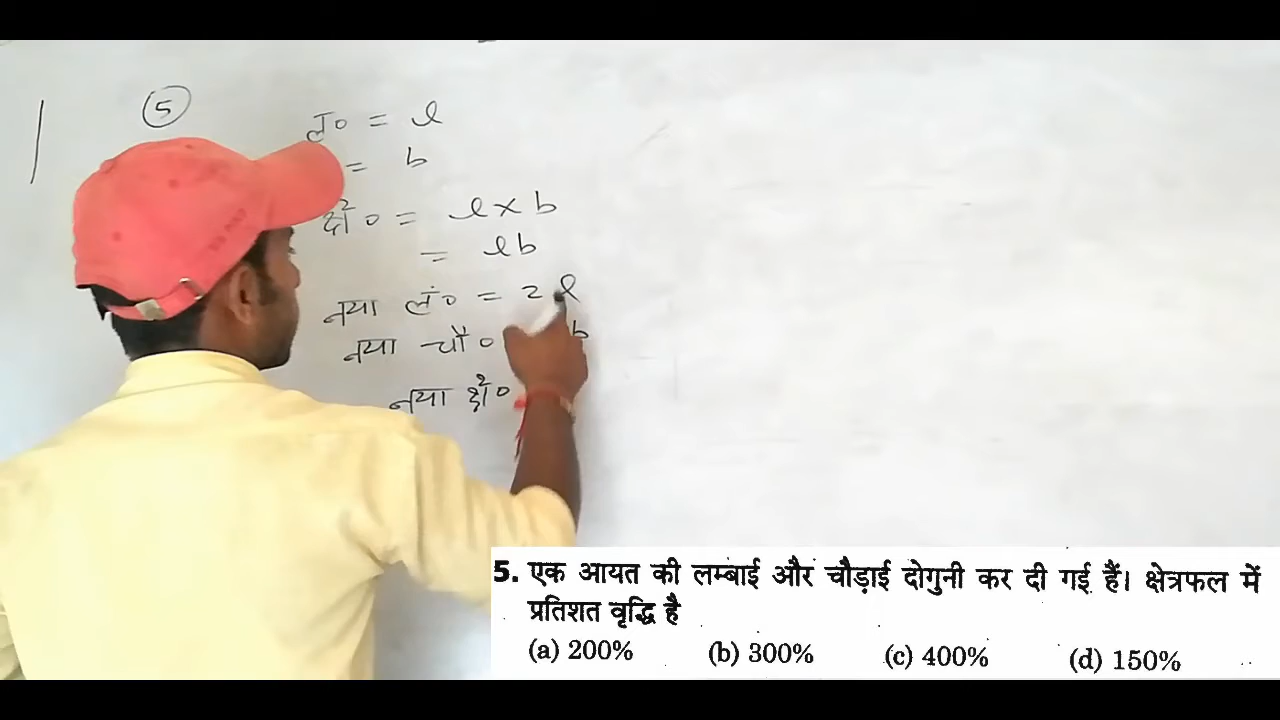 5
लं० = l
= b
क्षे० = l × b
= lb
नया लं० = 2 l
नया चौ० b
नया क्षे०
5. एक आयत की लम्बाई और चौड़ाई दोगुनी कर दी गई हैं। क्षेत्रफल में
प्रतिशत वृद्धि है
(a) 200% (b) 300% (c) 400% (d) 150%